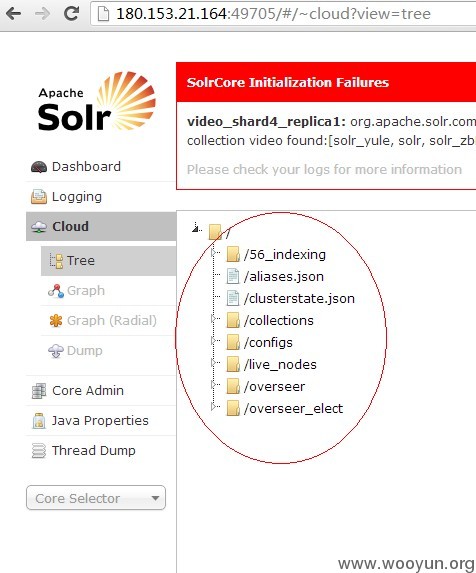 180.153.21.164:49705/#/~cloud?view=tree
Apache
Solr
SolrCore Initialization Failures
video_shard4_replica1: org.apache.solr.com
collection video found:[solr_yule, solr, solr_zb
Please check your logs for more information
Dashboard
Logging
Cloud
Tree
Graph
Graph (Radial)
Dump
Core Admin
Java Properties
Thread Dump
Core Selector
/
/56_indexing
/aliases.json
/clusterstate.json
/collections
/configs
/live_nodes
/overseer
/overseer_elect
www.wooyun.org